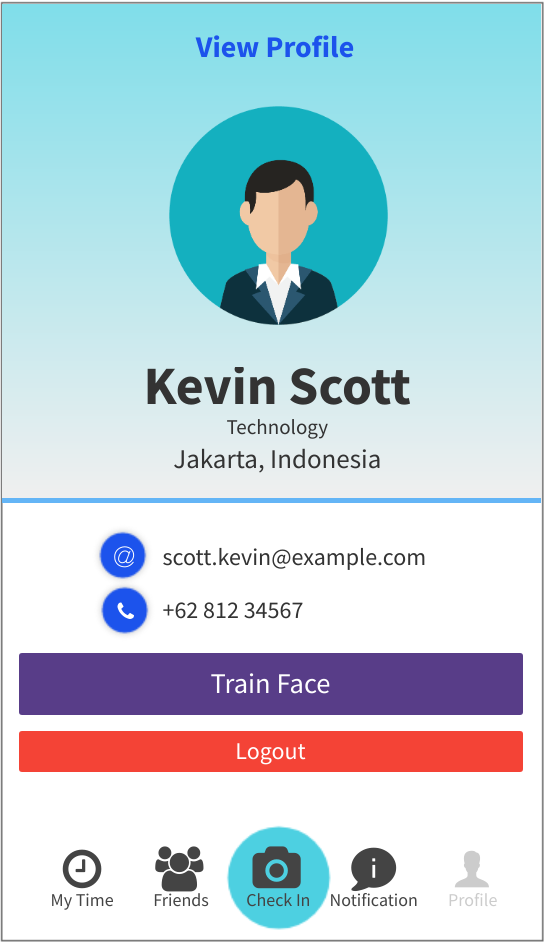 View Profile
Kevin Scott
Technology
Jakarta, Indonesia
@ scott.kevin@example.com
+62 812 34567
Train Face
Logout
My Time Friends Check In Notification Profile